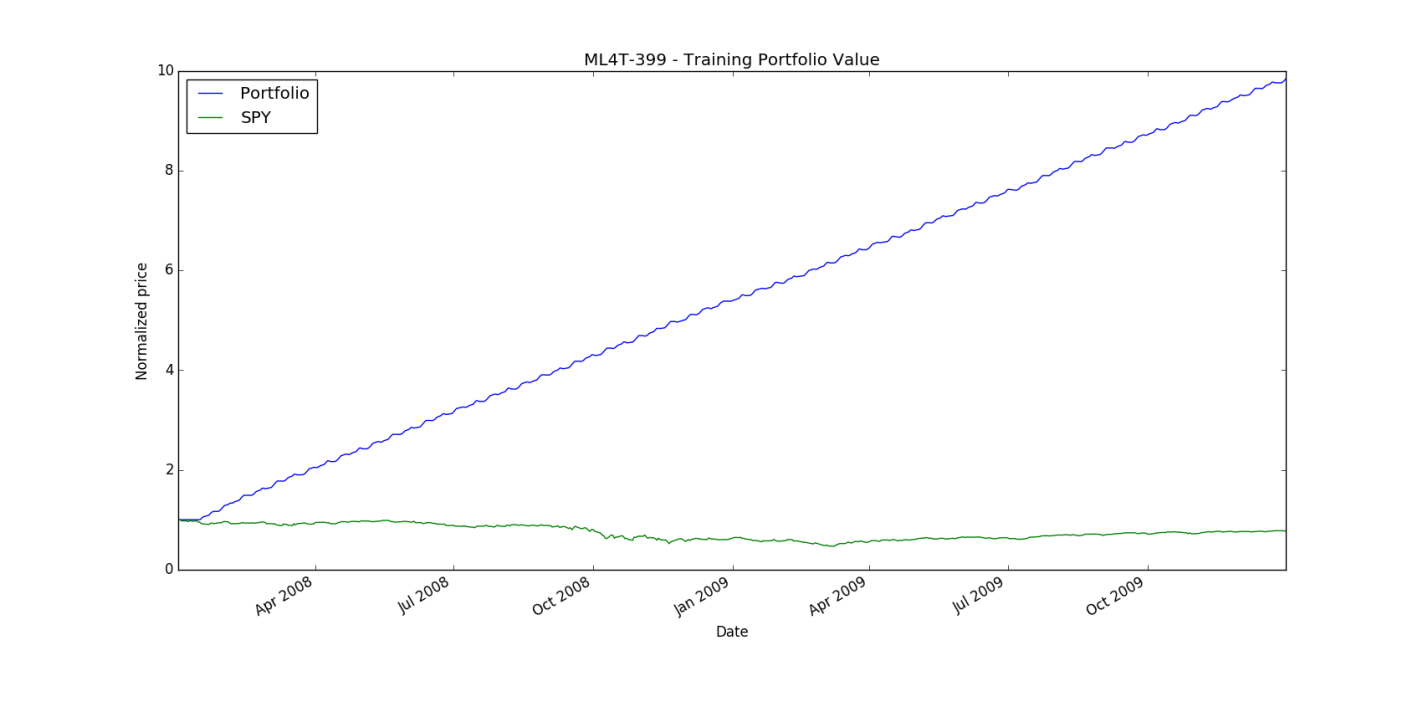 ML4T-399 - Training Portfolio Value
10
8
6
4
2
0
Portfolio
SPY
Normalized price
Apr 2008
Jul 2008
Oct 2008
Jan 2009
Apr 2009
Jul 2009
Oct 2009
Date